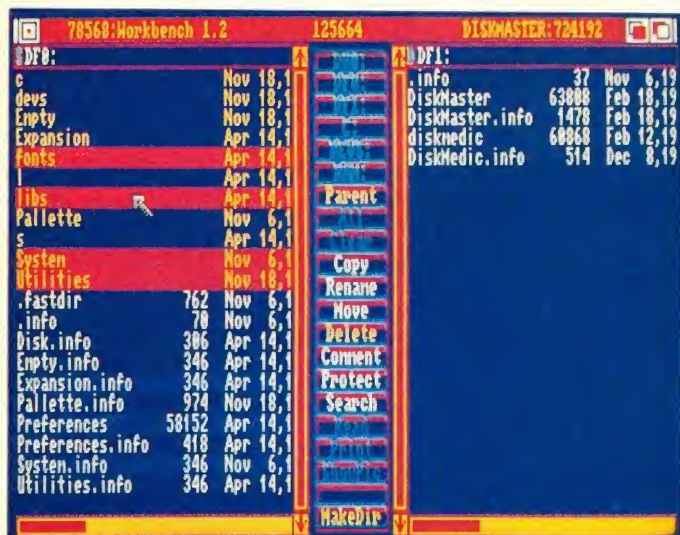 78568:Workbench 1.2 125664 DISKMASTER:724192
DF0:
c Nov 18,1
devs Nov 18,1
Empty Nov 18,1
Expansion Apr 14,1
fonts Apr 14,1
l Apr 14,1
libs Apr 14,1
Pallette Nov 6,1
s Apr 14,1
System Nov 6,1
Utilities Nov 18,1
.fastdir 762 Nov 6,1
.info 78 Nov 6,1
Disk.info 306 Apr 14,1
Empty.info 346 Apr 14,1
Expansion.info 346 Apr 14,1
Pallette.info 974 Nov 18,1
Preferences 58152 Apr 14,1
Preferences.info 418 Apr 14,1
System.info 346 Nov 6,1
Utilities.info 346 Apr 14,1
Parent
Copy
Rename
Move
Delete
Comment
Protect
Search
MakeDir
DF1:
.info 37 Nov 6,19
DiskMaster 63808 Feb 18,19
DiskMaster.info 1478 Feb 18,19
diskmedic 60868 Feb 12,19
DiskMedic.info 514 Dec 8,19